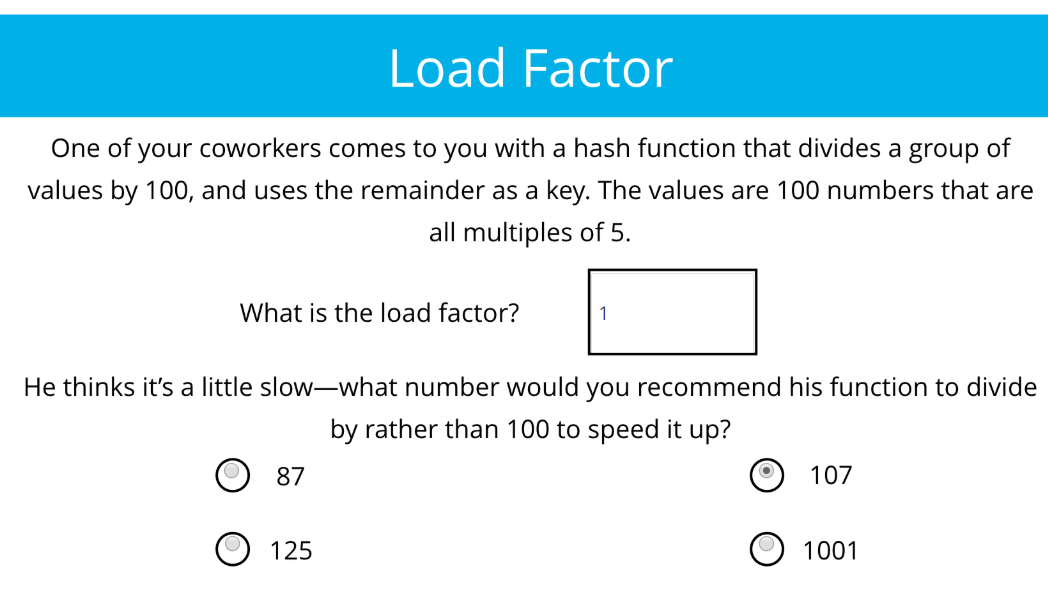 Load Factor
One of your coworkers comes to you with a hash function that divides a group of
values by 100, and uses the remainder as a key. The values are 100 numbers that are
all multiples of 5.
What is the load factor? 1
He thinks it’s a little slow—what number would you recommend his function to divide
by rather than 100 to speed it up?
87 107
125 1001